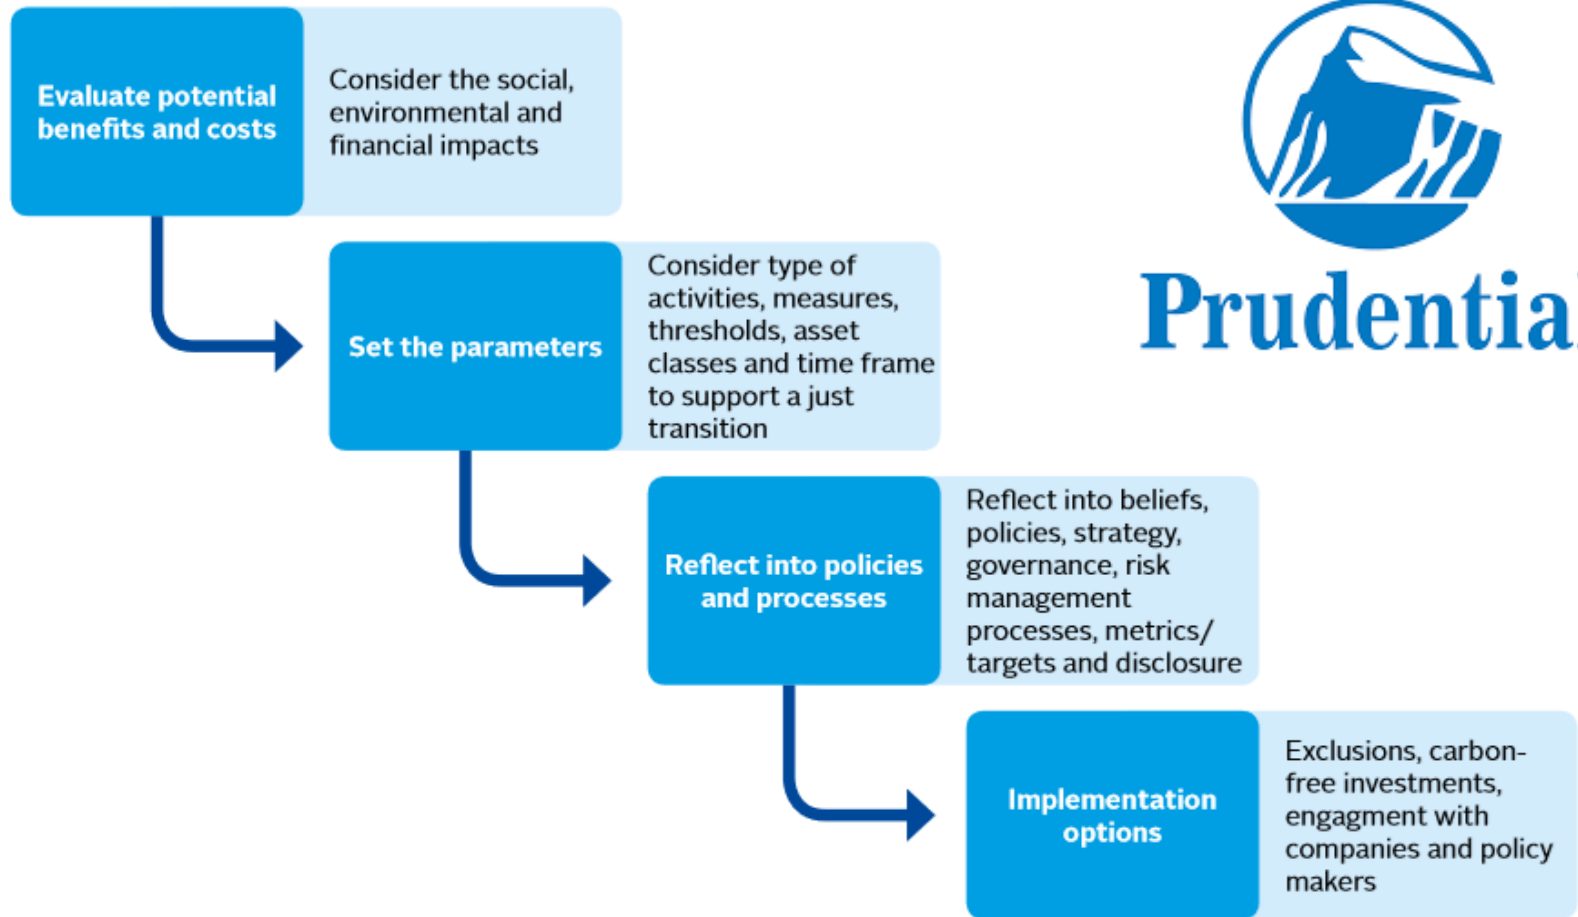 Evaluate potential
benefits and costs
Consider the social,
environmental and
financial impacts
Set the parameters
Consider type of
activities, measures,
thresholds, asset
classes and time frame
to support a just
transition
Reflect into policies
and processes
Reflect into beliefs,
policies, strategy,
governance, risk
management
processes, metrics/
targets and disclosure
Implementation
options
Exclusions, carbon-
free investments,
engagment with
companies and policy
makers
Prudential